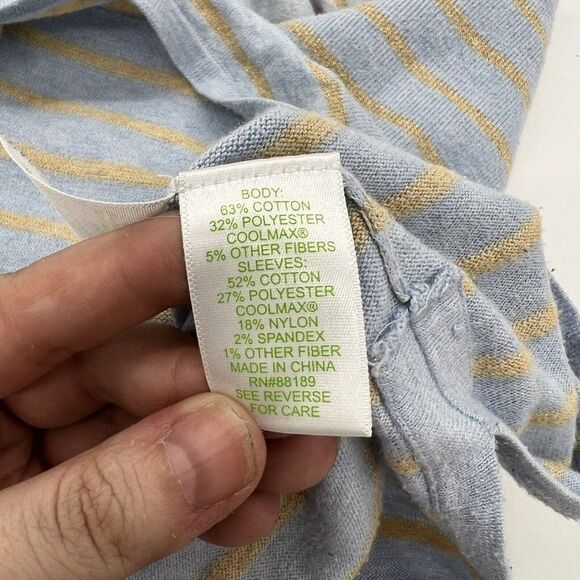 BODY:
63% COTTON
32% POLYESTER
COOLMAX®
5% OTHER FIBERS
SLEEVES:
52% COTTON
27% POLYESTER
COOLMAX®
18% NYLON
2% SPANDEX
1% OTHER FIBER
MADE IN CHINA
RN#88189
SEE REVERSE
FOR CARE